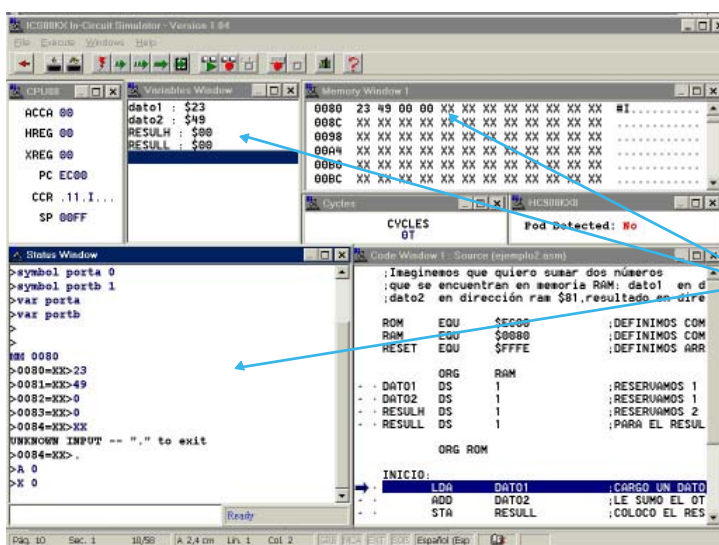 ICS08KX In-Circuit Simulator - Version 1.04
File Execute Windows Help
CPU08
ACCA 00
HREG 00
XREG 00
PC EC00
CCR .11.I...
SP 00FF
Variables Window
dato1 : $23
dato2 : $49
RESULH : $00
RESULL : $00
Memory Window 1
0080 23 49 00 00 XX XX XX XX XX XX XX XX #I..........
008C XX XX XX XX XX XX XX XX XX XX XX XX ............
0098 XX XX XX XX XX XX XX XX XX XX XX XX ............
00A4 XX XX XX XX XX XX XX XX XX XX XX XX ............
00B0 XX XX XX XX XX XX XX XX XX XX XX XX ............
00BC XX XX XX XX XX XX XX XX XX XX XX XX ............
Cycles
CYCLES
0T
Pod Detected: No
Status Window
>symbol porta 0
>symbol portb 1
>var porta
>var portb
>
>
MM 0080
>0080=XX>23
>0081=XX>49
>0082=XX>0
>0083=XX>0
>0084=XX>XX
UNKNOWN INPUT -- "." to exit
>0084=XX>.
>A 0
>X 0
Ready
Code Window 1 : Source (ejemplo2.asm)
;Imaginemos que quiero sumar dos números
;que se encuentran en memoria RAM: dato1 en d
;dato2 en dirección ram $81,resultado en dire
ROM EQU $EC00 ;DEFINIMOS COM
RAM EQU $0080 ;DEFINIMOS COM
RESET EQU $FFFE ;DEFINIMOS ARR
ORG RAM
DATO1 DS 1 ;RESERVAMOS 1
DATO2 DS 1 ;RESERVAMOS 1
RESULH DS 1 ;RESERVAMOS 2
RESULL DS 1 ;PARA EL RESUL
ORG ROM
INICIO:
LDA DATO1 ;CARGO UN DATO
ADD DATO2 ;LE SUMO EL OT
STA RESULL ;COLOCO EL RES
Pág. 10 Sec. 1 10/58 A 2,4 cm Lín. 1 Col. 2 GRB MCA EXT SOB Español (Esp